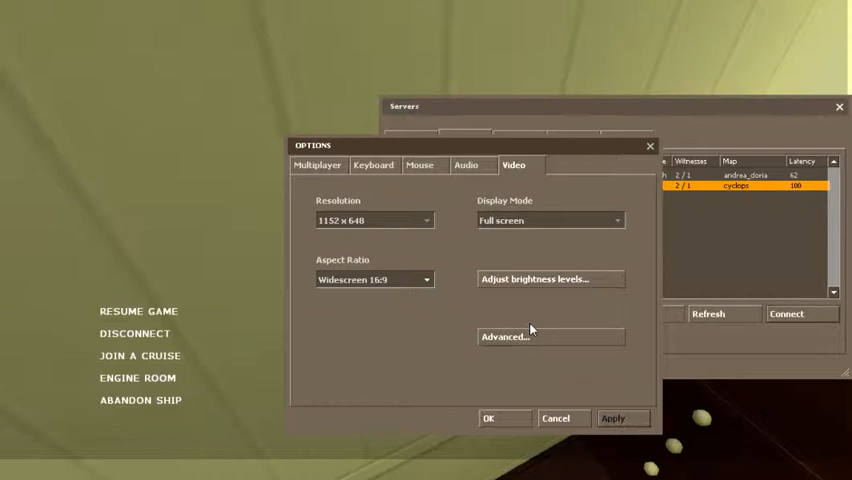 Servers
OPTIONS
Multiplayer Keyboard Mouse Audio Video
Witnesses Map Latency
2 / 1 andrea_doria 62
2 / 1 cyclops 100
Resolution Display Mode
1152 x 648 Full screen
Aspect Ratio
Widescreen 16:9 Adjust brightness levels...
RESUME GAME
DISCONNECT
JOIN A CRUISE
ENGINE ROOM
ABANDON SHIP
Refresh Connect
Advanced...
OK Cancel Apply